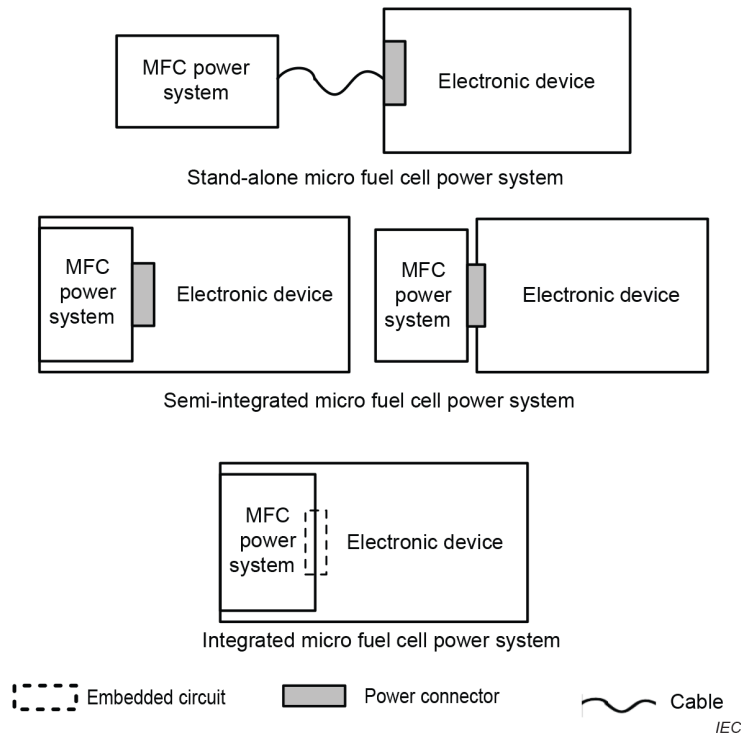 MFC power
system
Electronic device
Stand-alone micro fuel cell power system
MFC
power
system
Electronic device
MFC
power
system
Electronic device
Semi-integrated micro fuel cell power system
MFC
power
system
Electronic device
Integrated micro fuel cell power system
Embedded circuit
Power connector
Cable
IEC